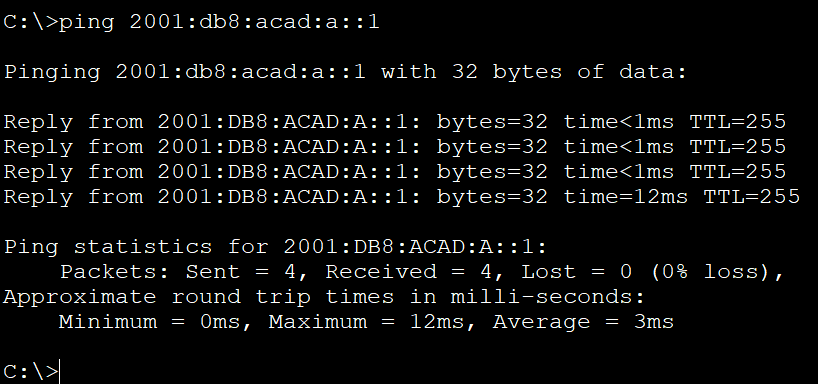 C:\>ping 2001:db8:acad:a::1
Pinging 2001:db8:acad:a::1 with 32 bytes of data:
Reply from 2001:DB8:ACAD:A::1: bytes=32 time<1ms TTL=255
Reply from 2001:DB8:ACAD:A::1: bytes=32 time<1ms TTL=255
Reply from 2001:DB8:ACAD:A::1: bytes=32 time<1ms TTL=255
Reply from 2001:DB8:ACAD:A::1: bytes=32 time=12ms TTL=255
Ping statistics for 2001:DB8:ACAD:A::1:
    Packets: Sent = 4, Received = 4, Lost = 0 (0% loss),
Approximate round trip times in milli-seconds:
    Minimum = 0ms, Maximum = 12ms, Average = 3ms
C:\>